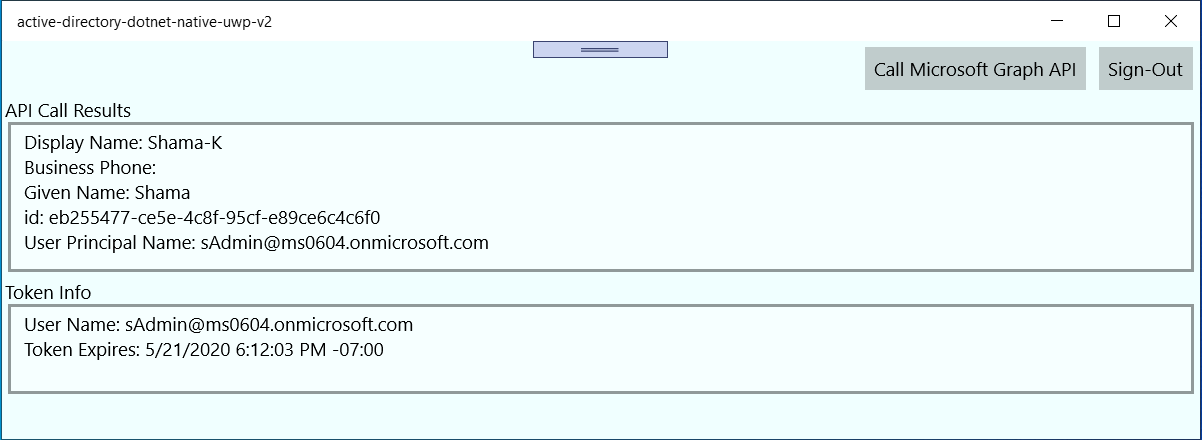 active-directory-dotnet-native-uwp-v2
Call Microsoft Graph API
Sign-Out
API Call Results
Display Name: Shama-K
Business Phone:
Given Name: Shama
id: eb255477-ce5e-4c8f-95cf-e89ce6c4c6f0
User Principal Name: sAdmin@ms0604.onmicrosoft.com
Token Info
User Name: sAdmin@ms0604.onmicrosoft.com
Token Expires: 5/21/2020 6:12:03 PM -07:00